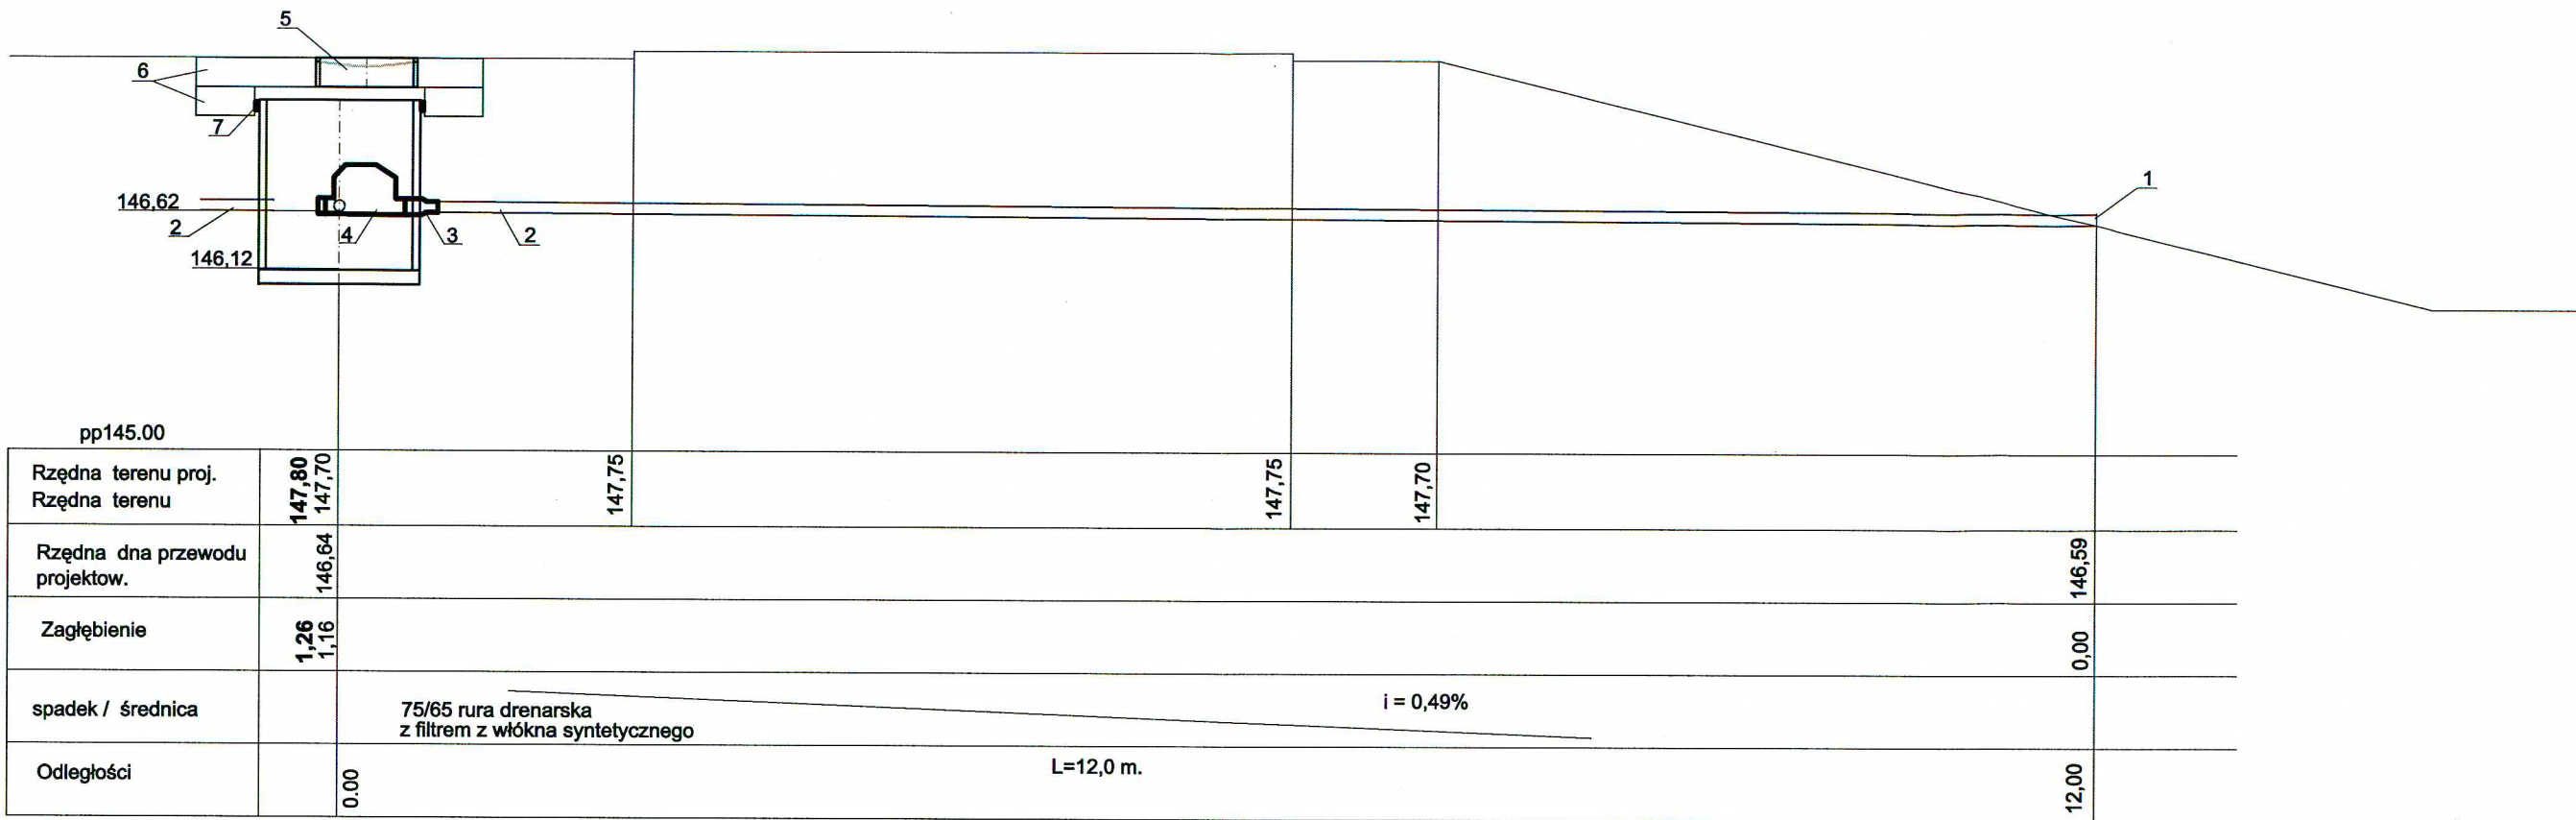 5
6
7
146,62
2
4
3
2
1
146,12
pp145.00
Rzędna terenu proj.
Rzędna terenu
147,80
147,70
147,75
147,75
147,70
Rzędna dna przewodu
projektow.
146,64
146,59
Zagłębienie
1,26
1,16
0,00
spadek / średnica
75/65 rura drenarska
z filtrem z włókna syntetycznego
i = 0,49%
Odległości
0.00
L=12,0 m.
12,00